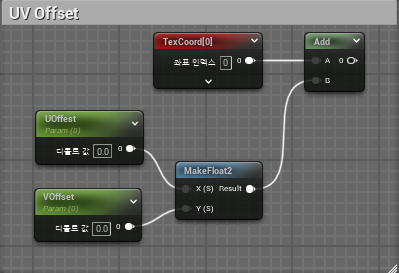 UV Offset
TexCoord[0]
좌표 인덱스 0 0
Add
A 0
B
UOffest
Param (0)
디폴트 값 0.0 0
MakeFloat2
X (S) Result
Y (S)
VOffset
Param (0)
디폴트 값 0.0 0